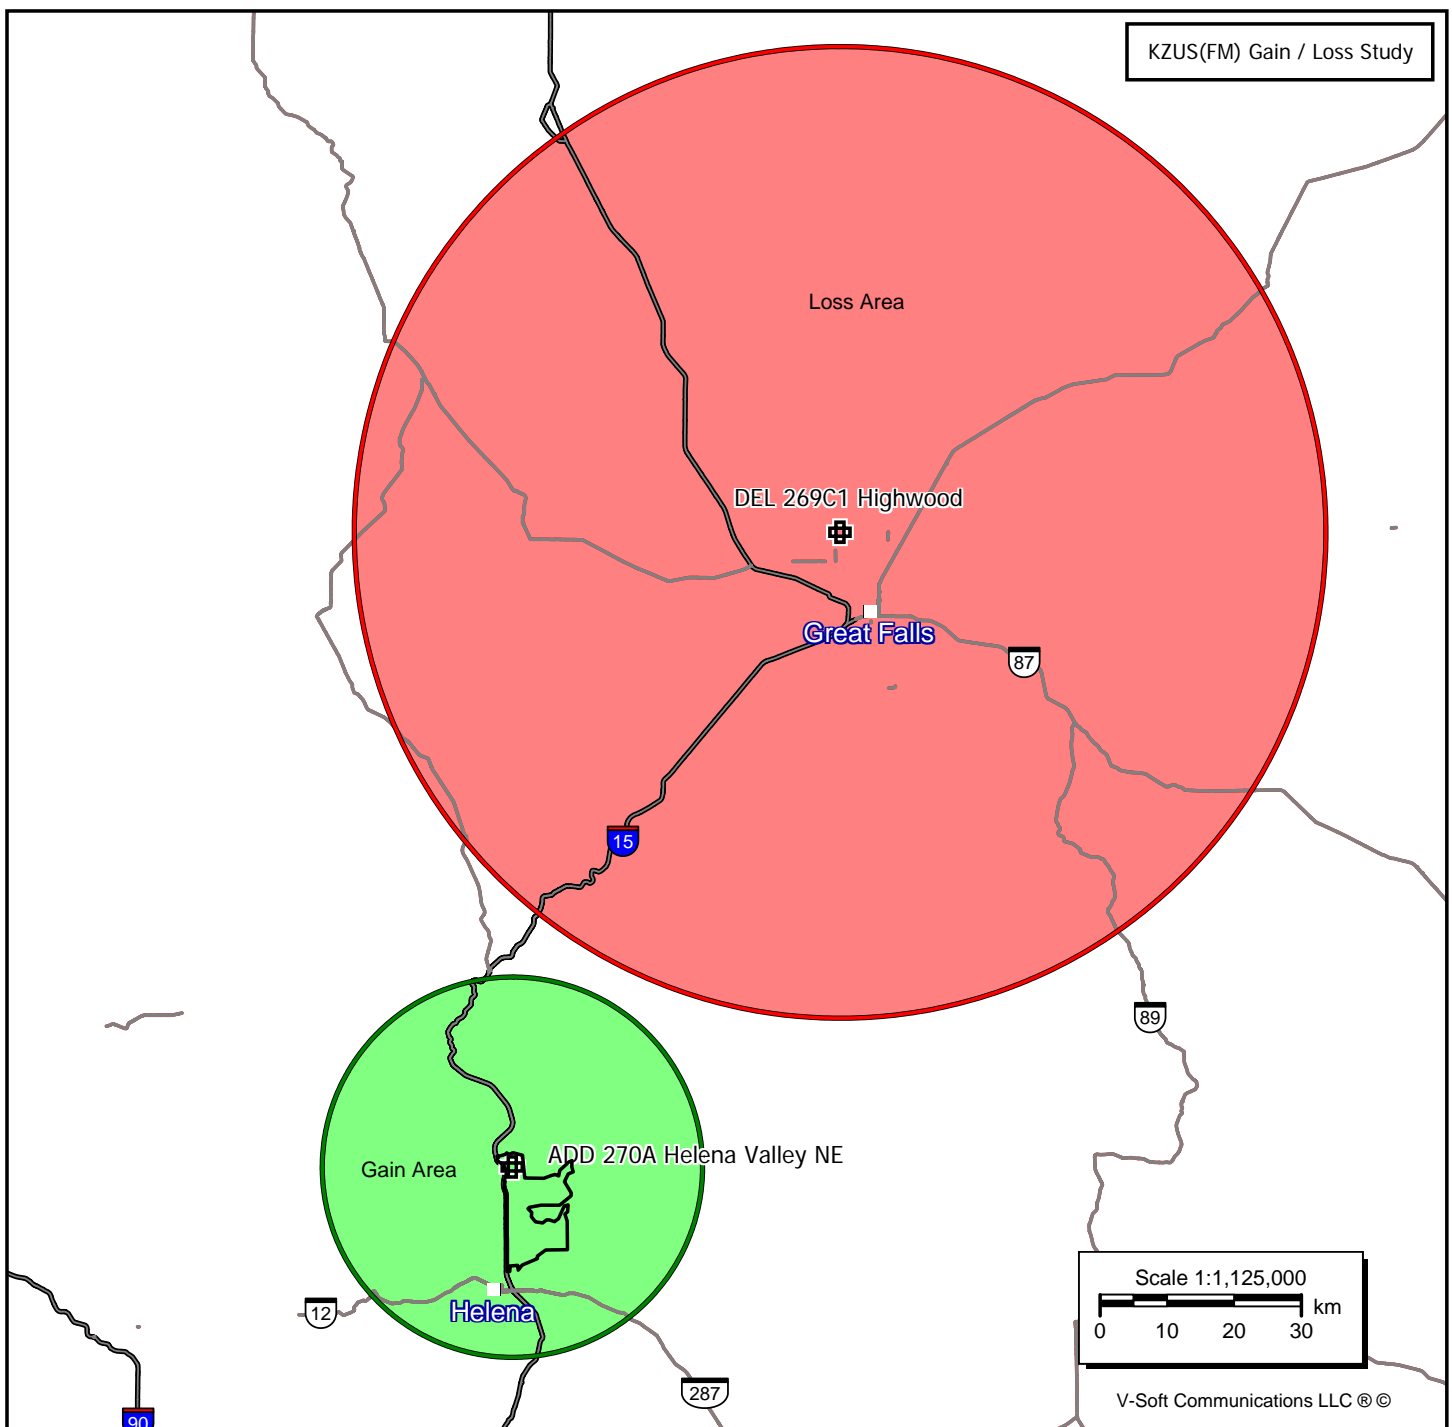 KZUS(FM) Gain / Loss Study
Loss Area
DEL 269C1 Highwood
Great Falls
87
15
89
ADD 270A Helena Valley NE
Gain Area
Helena
12
287
90
Scale 1:1,125,000
km
0 10 20 30
V-Soft Communications LLC ® ©